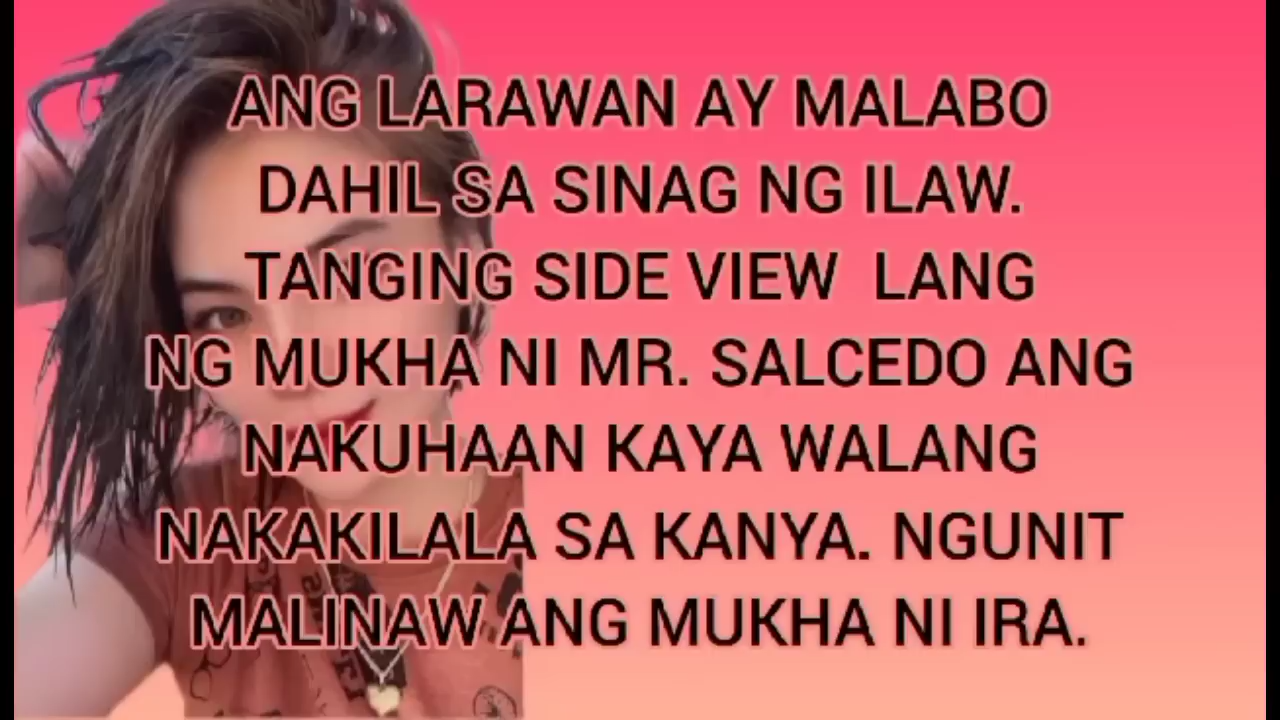 ANG LARAWAN AY MALABO
DAHIL SA SINAG NG ILAW.
TANGING SIDE VIEW LANG
NG MUKHA NI MR. SALCEDO ANG
NAKUHAAN KAYA WALANG
NAKAKILALA SA KANYA. NGUNIT
MALINAW ANG MUKHA NI IRA.